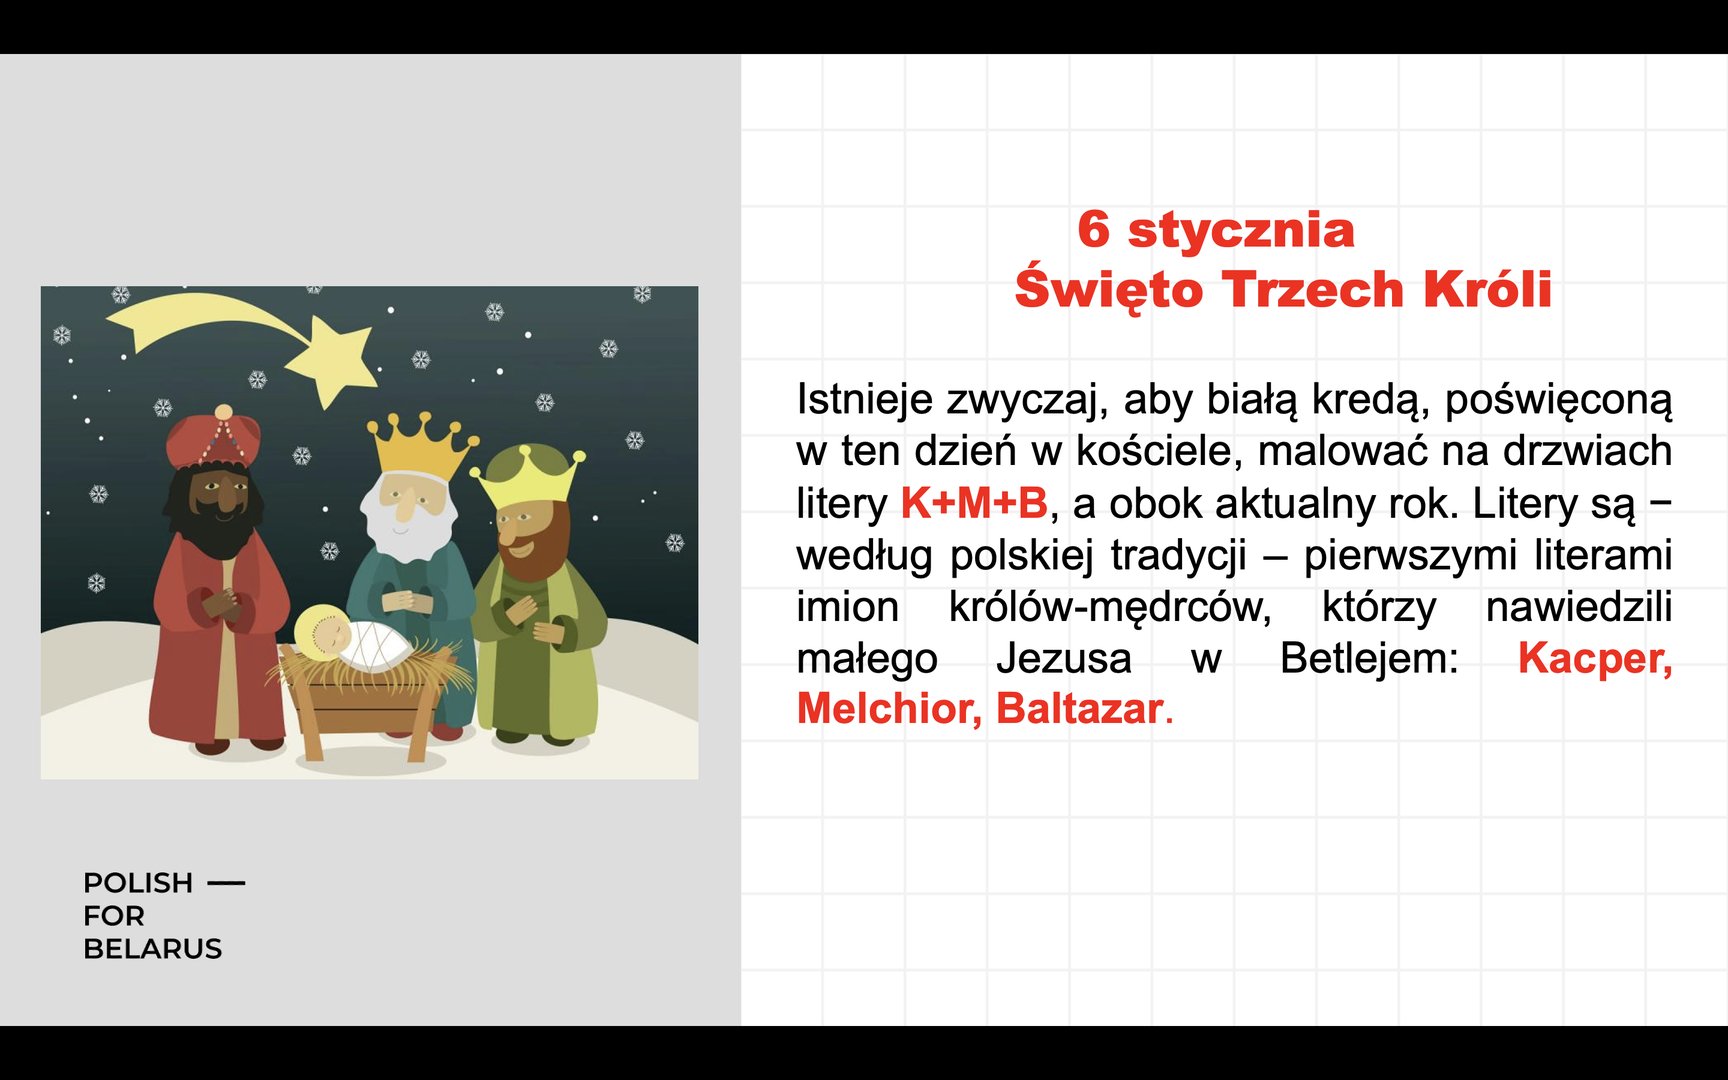 6 stycznia
Święto Trzech Króli
Istnieje zwyczaj, aby białą kredą, poświęconą
w ten dzień w kościele, malować na drzwiach
litery K+M+B, a obok aktualny rok. Litery są −
według polskiej tradycji – pierwszymi literami
imion królów-mędrców, którzy nawiedzili
małego Jezusa w Betlejem: Kacper,
Melchior, Baltazar.
POLISH —
FOR
BELARUS